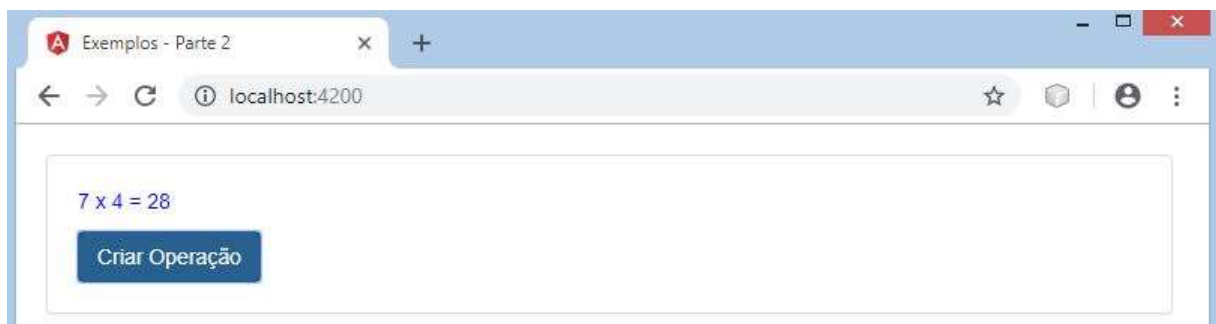 Exemplos - Parte 2
localhost:4200
7 x 4 = 28
Criar Operação